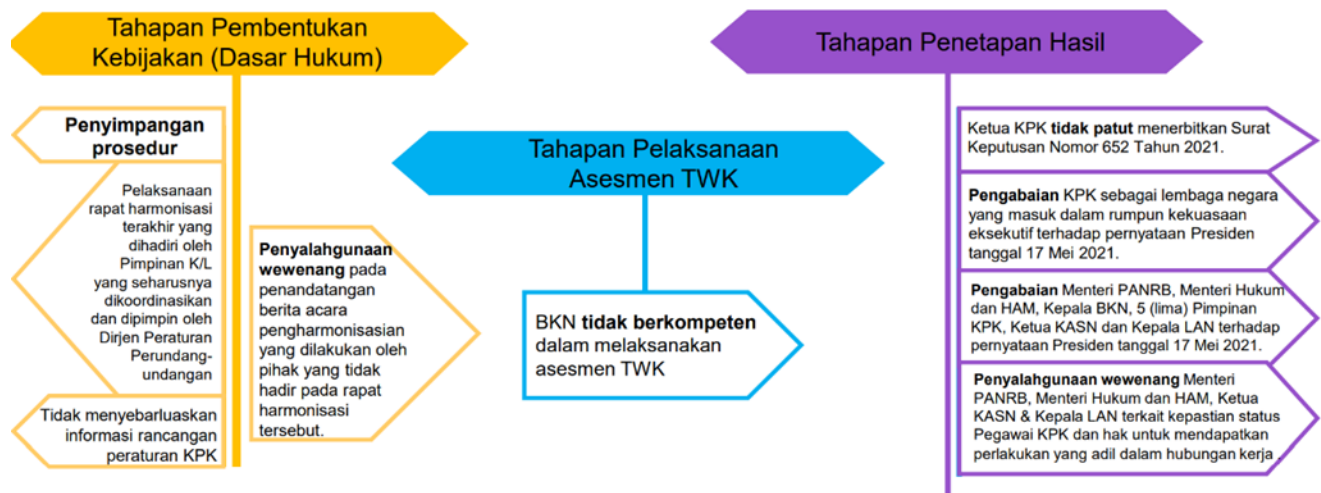 Tahapan Pembentukan
Kebijakan (Dasar Hukum)
Penyimpangan
prosedur
Pelaksanaan
rapat harmonisasi
terakhir yang
dihadiri oleh
Pimpinan K/L
yang seharusnya
dikoordinasikan
dan dipimpin oleh
Dirjen Peraturan
Perundang-
undangan
Tidak menyebarluaskan
informasi rancangan
peraturan KPK
Penyalahgunaan
wewenang pada
penandatangan
berita acara
pengharmonisasian
yang dilakukan oleh
pihak yang tidak
hadir pada rapat
harmonisasi
tersebut.
Tahapan Pelaksanaan
Asesmen TWK
BKN tidak berkompeten
dalam melaksanakan
asesmen TWK
Tahapan Penetapan Hasil
Ketua KPK tidak patut menerbitkan Surat
Keputusan Nomor 652 Tahun 2021.
Pengabaian KPK sebagai lembaga negara
yang masuk dalam rumpun kekuasaan
eksekutif terhadap pernyataan Presiden
tanggal 17 Mei 2021.
Pengabaian Menteri PANRB, Menteri Hukum
dan HAM, Kepala BKN, 5 (lima) Pimpinan
KPK, Ketua KASN dan Kepala LAN terhadap
pernyataan Presiden tanggal 17 Mei 2021.
Penyalahgunaan wewenang Menteri
PANRB, Menteri Hukum dan HAM, Ketua
KASN & Kepala LAN terkait kepastian status
Pegawai KPK dan hak untuk mendapatkan
perlakukan yang adil dalam hubungan kerja .